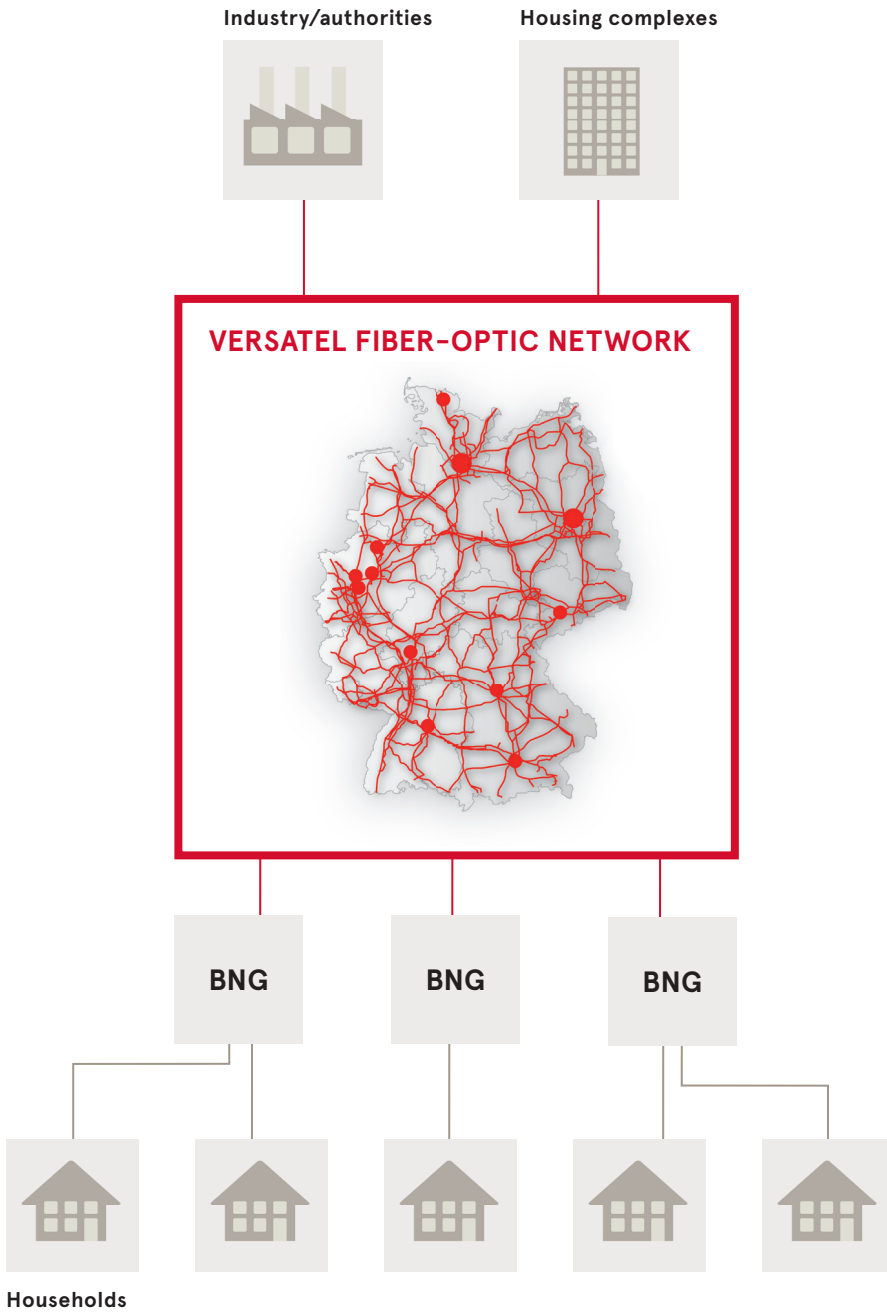 Industry/authorities
Housing complexes
VERSATEL FIBER-OPTIC NETWORK
BNG
BNG
BNG
Households